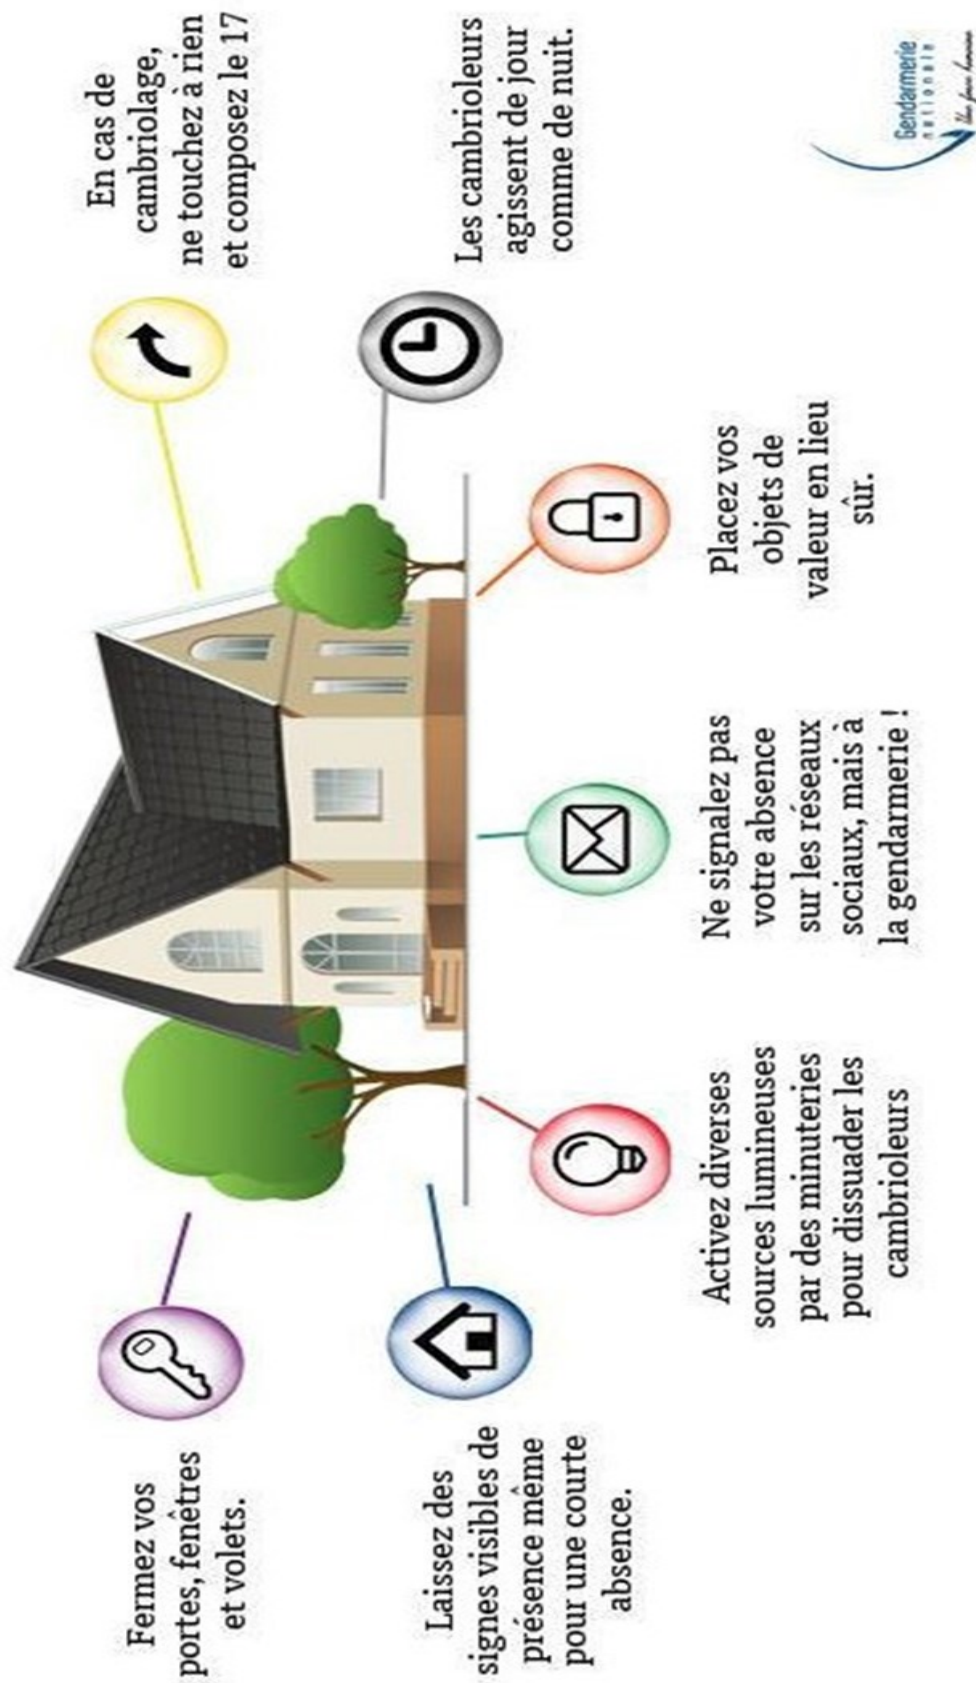 Fermez vos
portes, fenêtres
et volets.
En cas de
cambriolage,
ne touchez à rien
et composez le 17
Laissez des
signes visibles de
présence même
pour une courte
absence.
Les cambrioleurs
agissent de jour
comme de nuit.
Activez diverses
sources lumineuses
par des minuteries
pour dissuader les
cambrioleurs
Ne signalez pas
votre absence
sur les réseaux
sociaux, mais à
la gendarmerie !
Placez vos
objets de
valeur en lieu
sûr.
Gendarmerie
nationale
Une force humaine